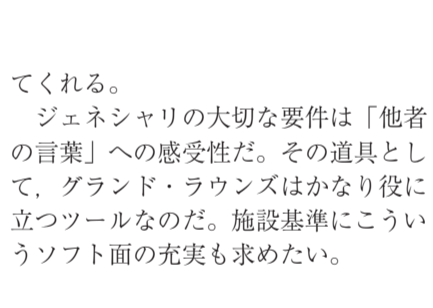 てくれる。
　ジェネシャリの大切な要件は「他者
の言葉」への感受性だ。その道具とし
て，グランド・ラウンズはかなり役に
立つツールなのだ。施設基準にこうい
うソフト面の充実も求めたい。